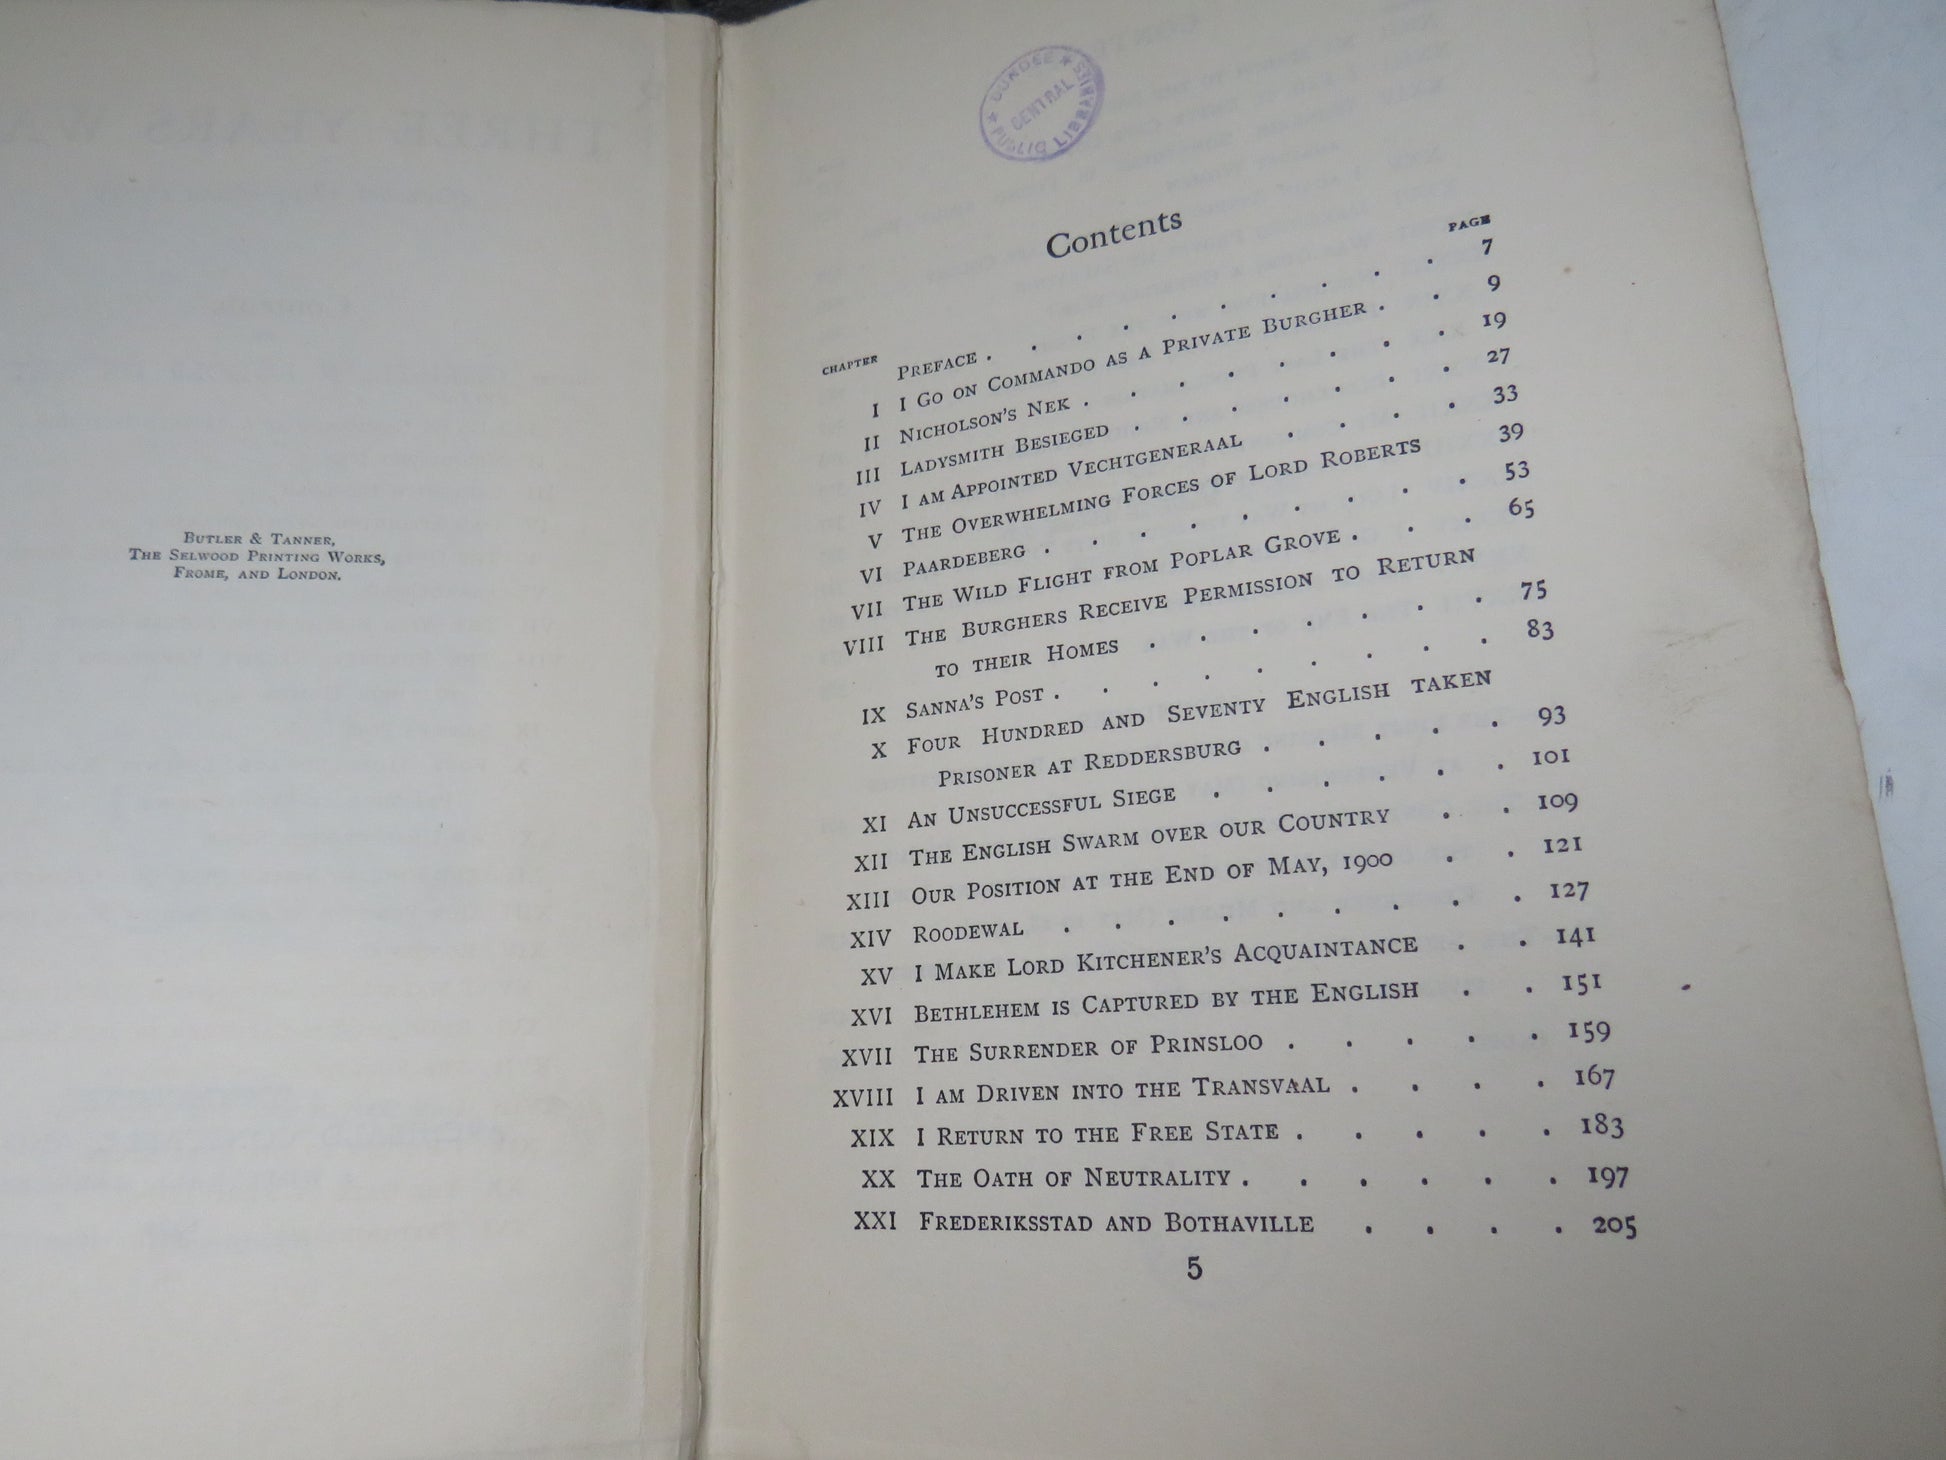 BUTLER & TANNER,
THE SELWOOD PRINTING WORKS,
FROME, AND LONDON.
★ DUNDEE ★ PUBLIC LIBRARIES
CENTRAL
Contents
CHAPTER PAGE
PREFACE . . . . . . . . . 7
I I GO ON COMMANDO AS A PRIVATE BURGHER . . 9
II NICHOLSON'S NEK . . . . . . . 19
III LADYSMITH BESIEGED . . . . . . . 27
IV I AM APPOINTED VECHTGENERAAL . . . . 33
V THE OVERWHELMING FORCES OF LORD ROBERTS 39
VI PAARDEBERG . . . . . . . . . 53
VII THE WILD FLIGHT FROM POPLAR GROVE . . . 65
VIII THE BURGHERS RECEIVE PERMISSION TO RETURN
TO THEIR HOMES . . . . . . . 75
IX SANNA'S POST . . . . . . . . . 83
X FOUR HUNDRED AND SEVENTY ENGLISH TAKEN
PRISONER AT REDDERSBURG . . . . . 93
XI AN UNSUCCESSFUL SIEGE . . . . . . 101
XII THE ENGLISH SWARM OVER OUR COUNTRY . . 109
XIII OUR POSITION AT THE END OF MAY, 1900 . . 121
XIV ROODEWAL . . . . . . . . . 127
XV I MAKE LORD KITCHENER'S ACQUAINTANCE . . 141
XVI BETHLEHEM IS CAPTURED BY THE ENGLISH . . 151
XVII THE SURRENDER OF PRINSLOO . . . . . 159
XVIII I AM DRIVEN INTO THE TRANSVAAL . . . . 167
XIX I RETURN TO THE FREE STATE . . . . . 183
XX THE OATH OF NEUTRALITY . . . . . . 197
XXI FREDERIKSSTAD AND BOTHAVILLE . . . . 205
5